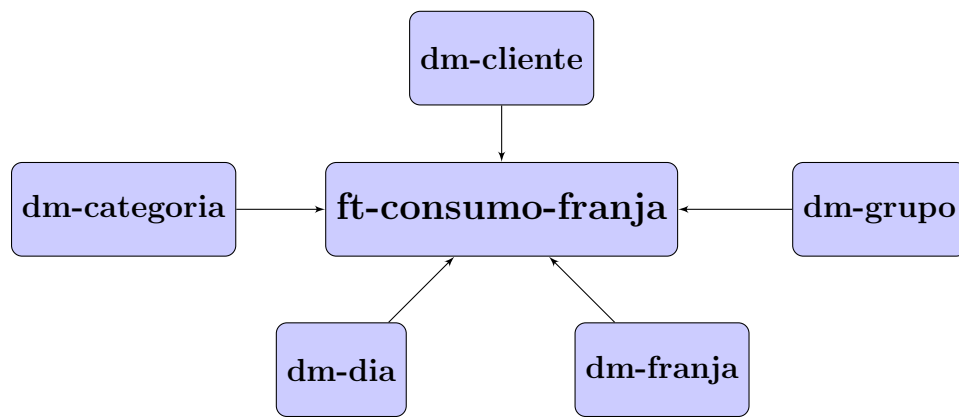 dm-cliente
dm-categoria
ft-consumo-franja
dm-grupo
dm-dia
dm-franja